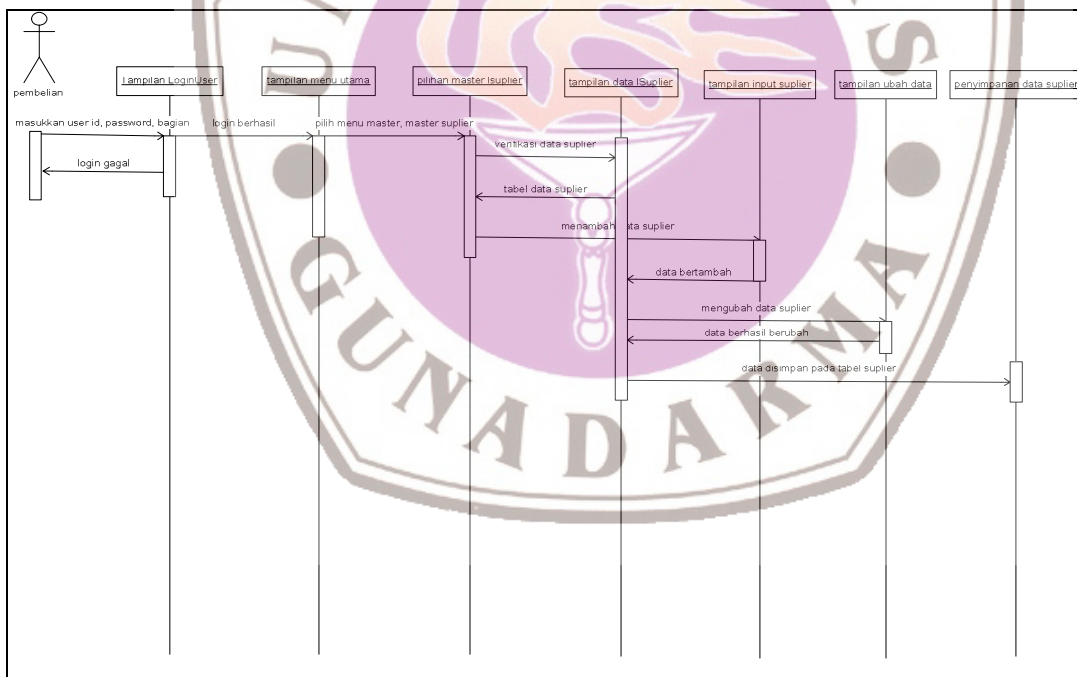 pembelian
Tampilan LoginUser
tampilan menu utama
pilihan master lsuplier
tampilan data lSuplier
tampilan input suplier
tampilan ubah data
penyimpanan data suplier
masukkan user id, password, bagian
login berhasil
pilih menu master, master suplier
login gagal
verifikasi data suplier
tabel data suplier
menambah data suplier
data bertambah
mengubah data suplier
data berhasil berubah
data disimpan pada tabel suplier
GUNADARMA